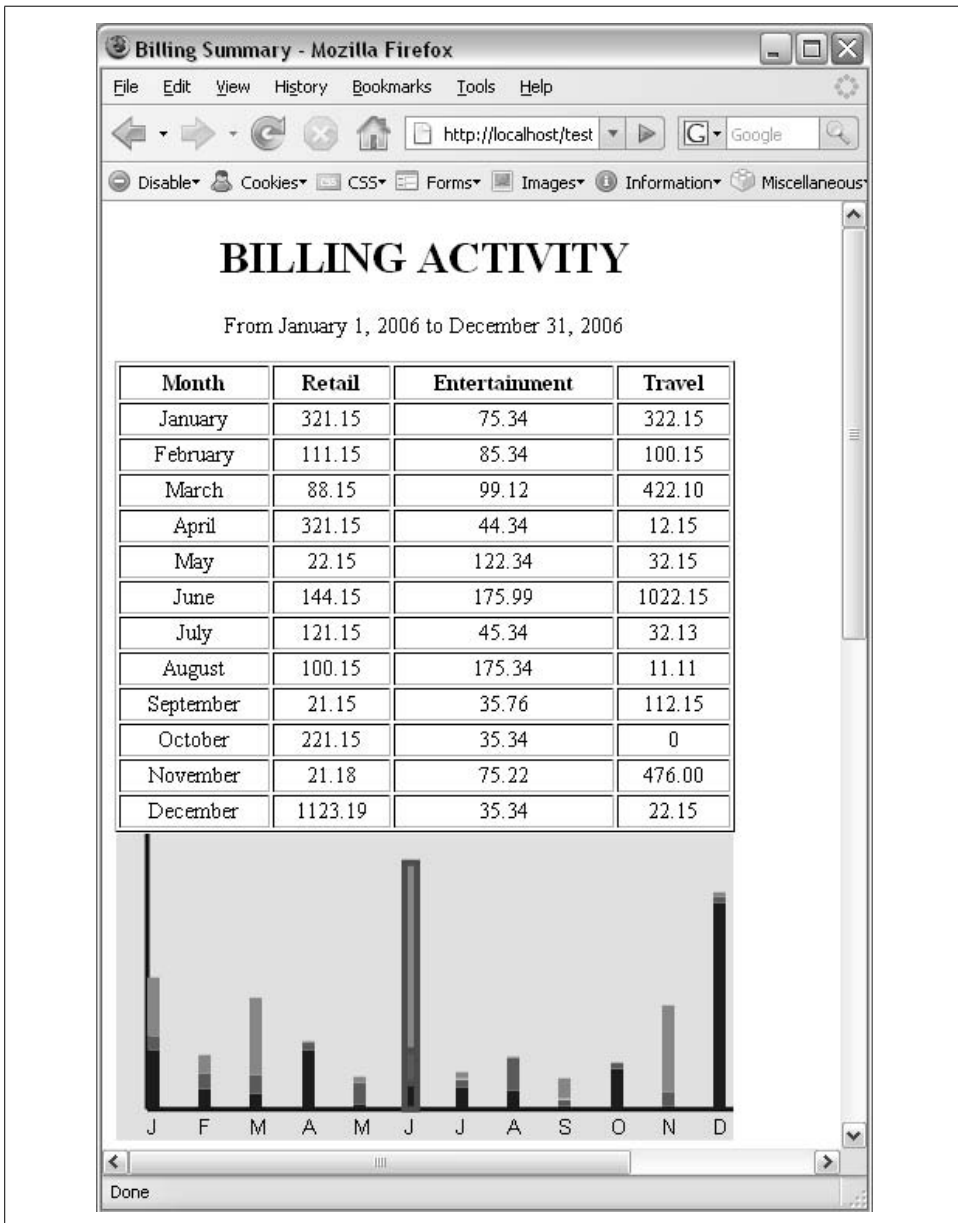 Billing Summary - Mozilla Firefox
File Edit View History Bookmarks Tools Help
http://localhost/test G Google
Disable Cookies CSS Forms Images Information Miscellaneous
BILLING ACTIVITY
From January 1, 2006 to December 31, 2006
Month Retail Entertainment Travel
January 321.15 75.34 322.15
February 111.15 85.34 100.15
March 88.15 99.12 422.10
April 321.15 44.34 12.15
May 22.15 122.34 32.15
June 144.15 175.99 1022.15
July 121.15 45.34 32.13
August 100.15 175.34 11.11
September 21.15 35.76 112.15
October 221.15 35.34 0
November 21.18 75.22 476.00
December 1123.19 35.34 22.15
J F M A M J J A S O N D
Done